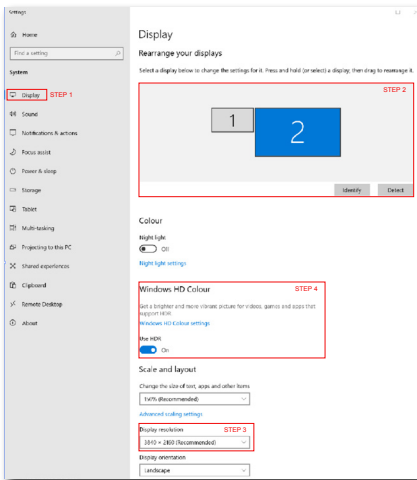 Settings
Home
Find a setting
System
Display STEP 1
Sound
Notifications & actions
Focus assist
Power & sleep
Storage
Tablet
Multi-tasking
Projecting to this PC
Shared experiences
Clipboard
Remote Desktop
About
Display
Rearrange your displays
Select a display below to change the settings for it. Press and hold (or select) a display, then drag to rearrange it.
STEP 2
1
2
Identify Detect
Colour
Night light
Off
Night light settings
Windows HD Colour STEP 4
Get a brighter and more vibrant picture for videos, games and apps that
support HDR.
Windows HD Colour settings
Use HDR
On
Scale and layout
Change the size of text, apps and other items
150% (Recommended)
Advanced scaling settings
Display resolution STEP 3
3840 × 2160 (Recommended)
Display orientation
Landscape